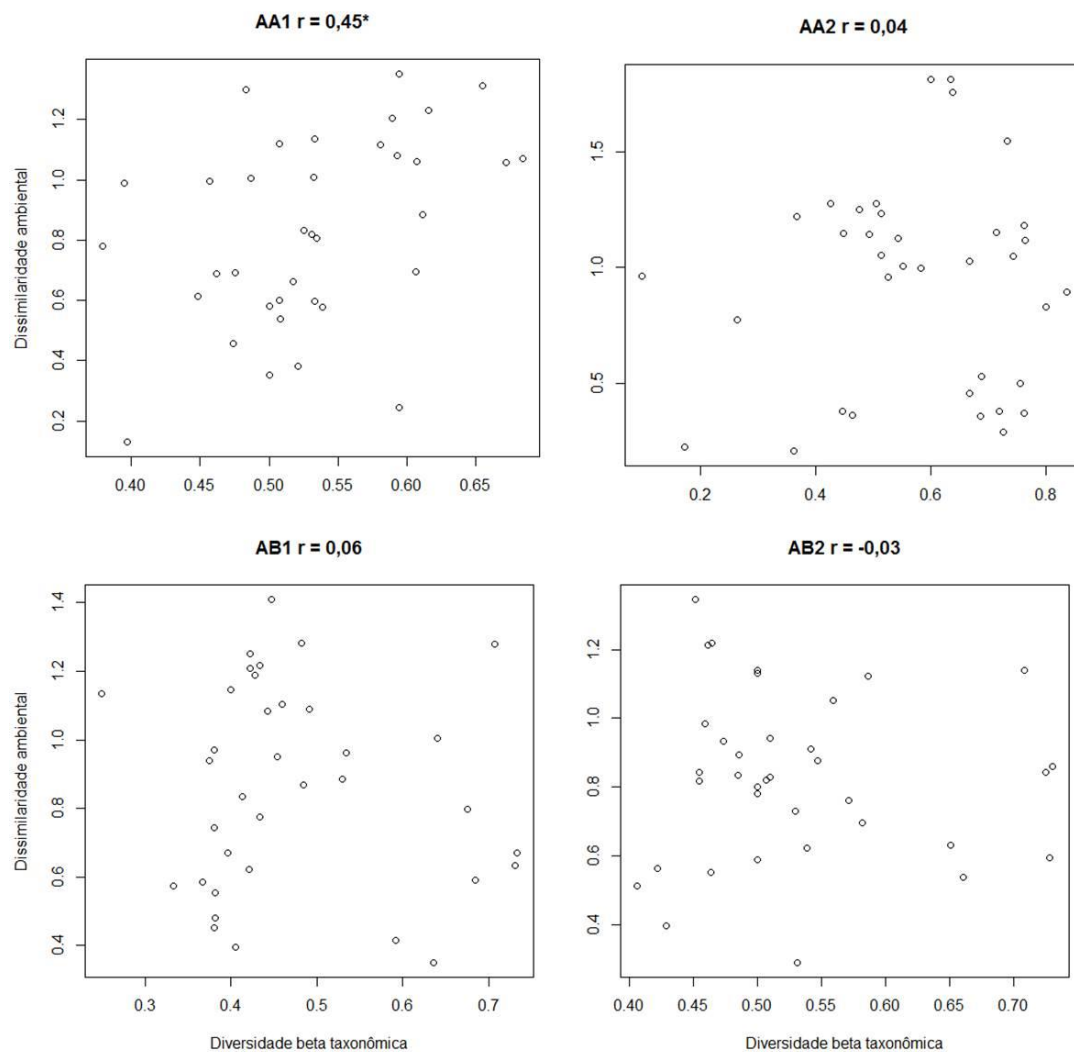 AA1 r = 0,45*
AA2 r = 0,04
Dissimilaridade ambiental
1.2
1.0
0.8
0.6
0.4
0.2
0.40 0.45 0.50 0.55 0.60 0.65
1.5
1.0
0.5
0.2 0.4 0.6 0.8
AB1 r = 0,06
AB2 r = -0,03
Dissimilaridade ambiental
1.4
1.2
1.0
0.8
0.6
0.4
0.3 0.4 0.5 0.6 0.7
Diversidade beta taxonômica
1.2
1.0
0.8
0.6
0.4
0.40 0.45 0.50 0.55 0.60 0.65 0.70
Diversidade beta taxonômica